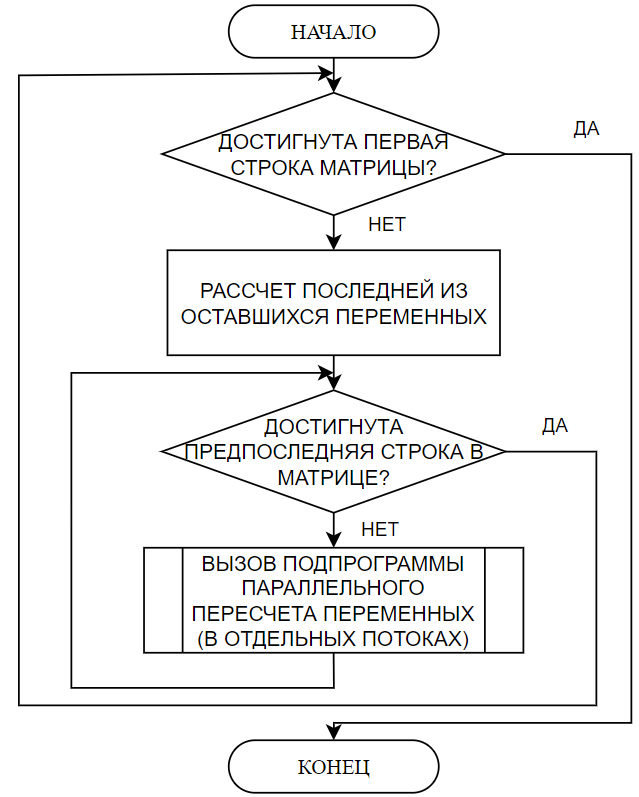 НАЧАЛО
ДОСТИГНУТА ПЕРВАЯ
СТРОКА МАТРИЦЫ?
ДА
НЕТ
РАССЧЕТ ПОСЛЕДНЕЙ ИЗ
ОСТАВШИХСЯ ПЕРЕМЕННЫХ
ДОСТИГНУТА
ПРЕДПОСЛЕДНЯЯ СТРОКА В
МАТРИЦЕ?
ДА
НЕТ
ВЫЗОВ ПОДПРОГРАММЫ
ПАРАЛЛЕЛЬНОГО
ПЕРЕСЧЕТА ПЕРЕМЕННЫХ
(В ОТДЕЛЬНЫХ ПОТОКАХ)
КОНЕЦ